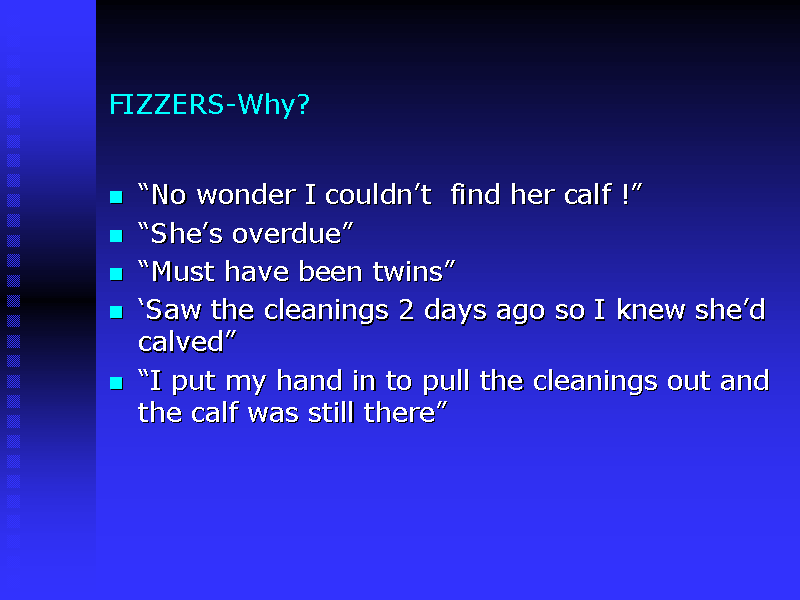 FIZZERS-Why?
“No wonder I couldn’t  find her calf !”
“She’s overdue”
“Must have been twins”
‘Saw the cleanings 2 days ago so I knew she’d
calved”
“I put my hand in to pull the cleanings out and
the calf was still there”